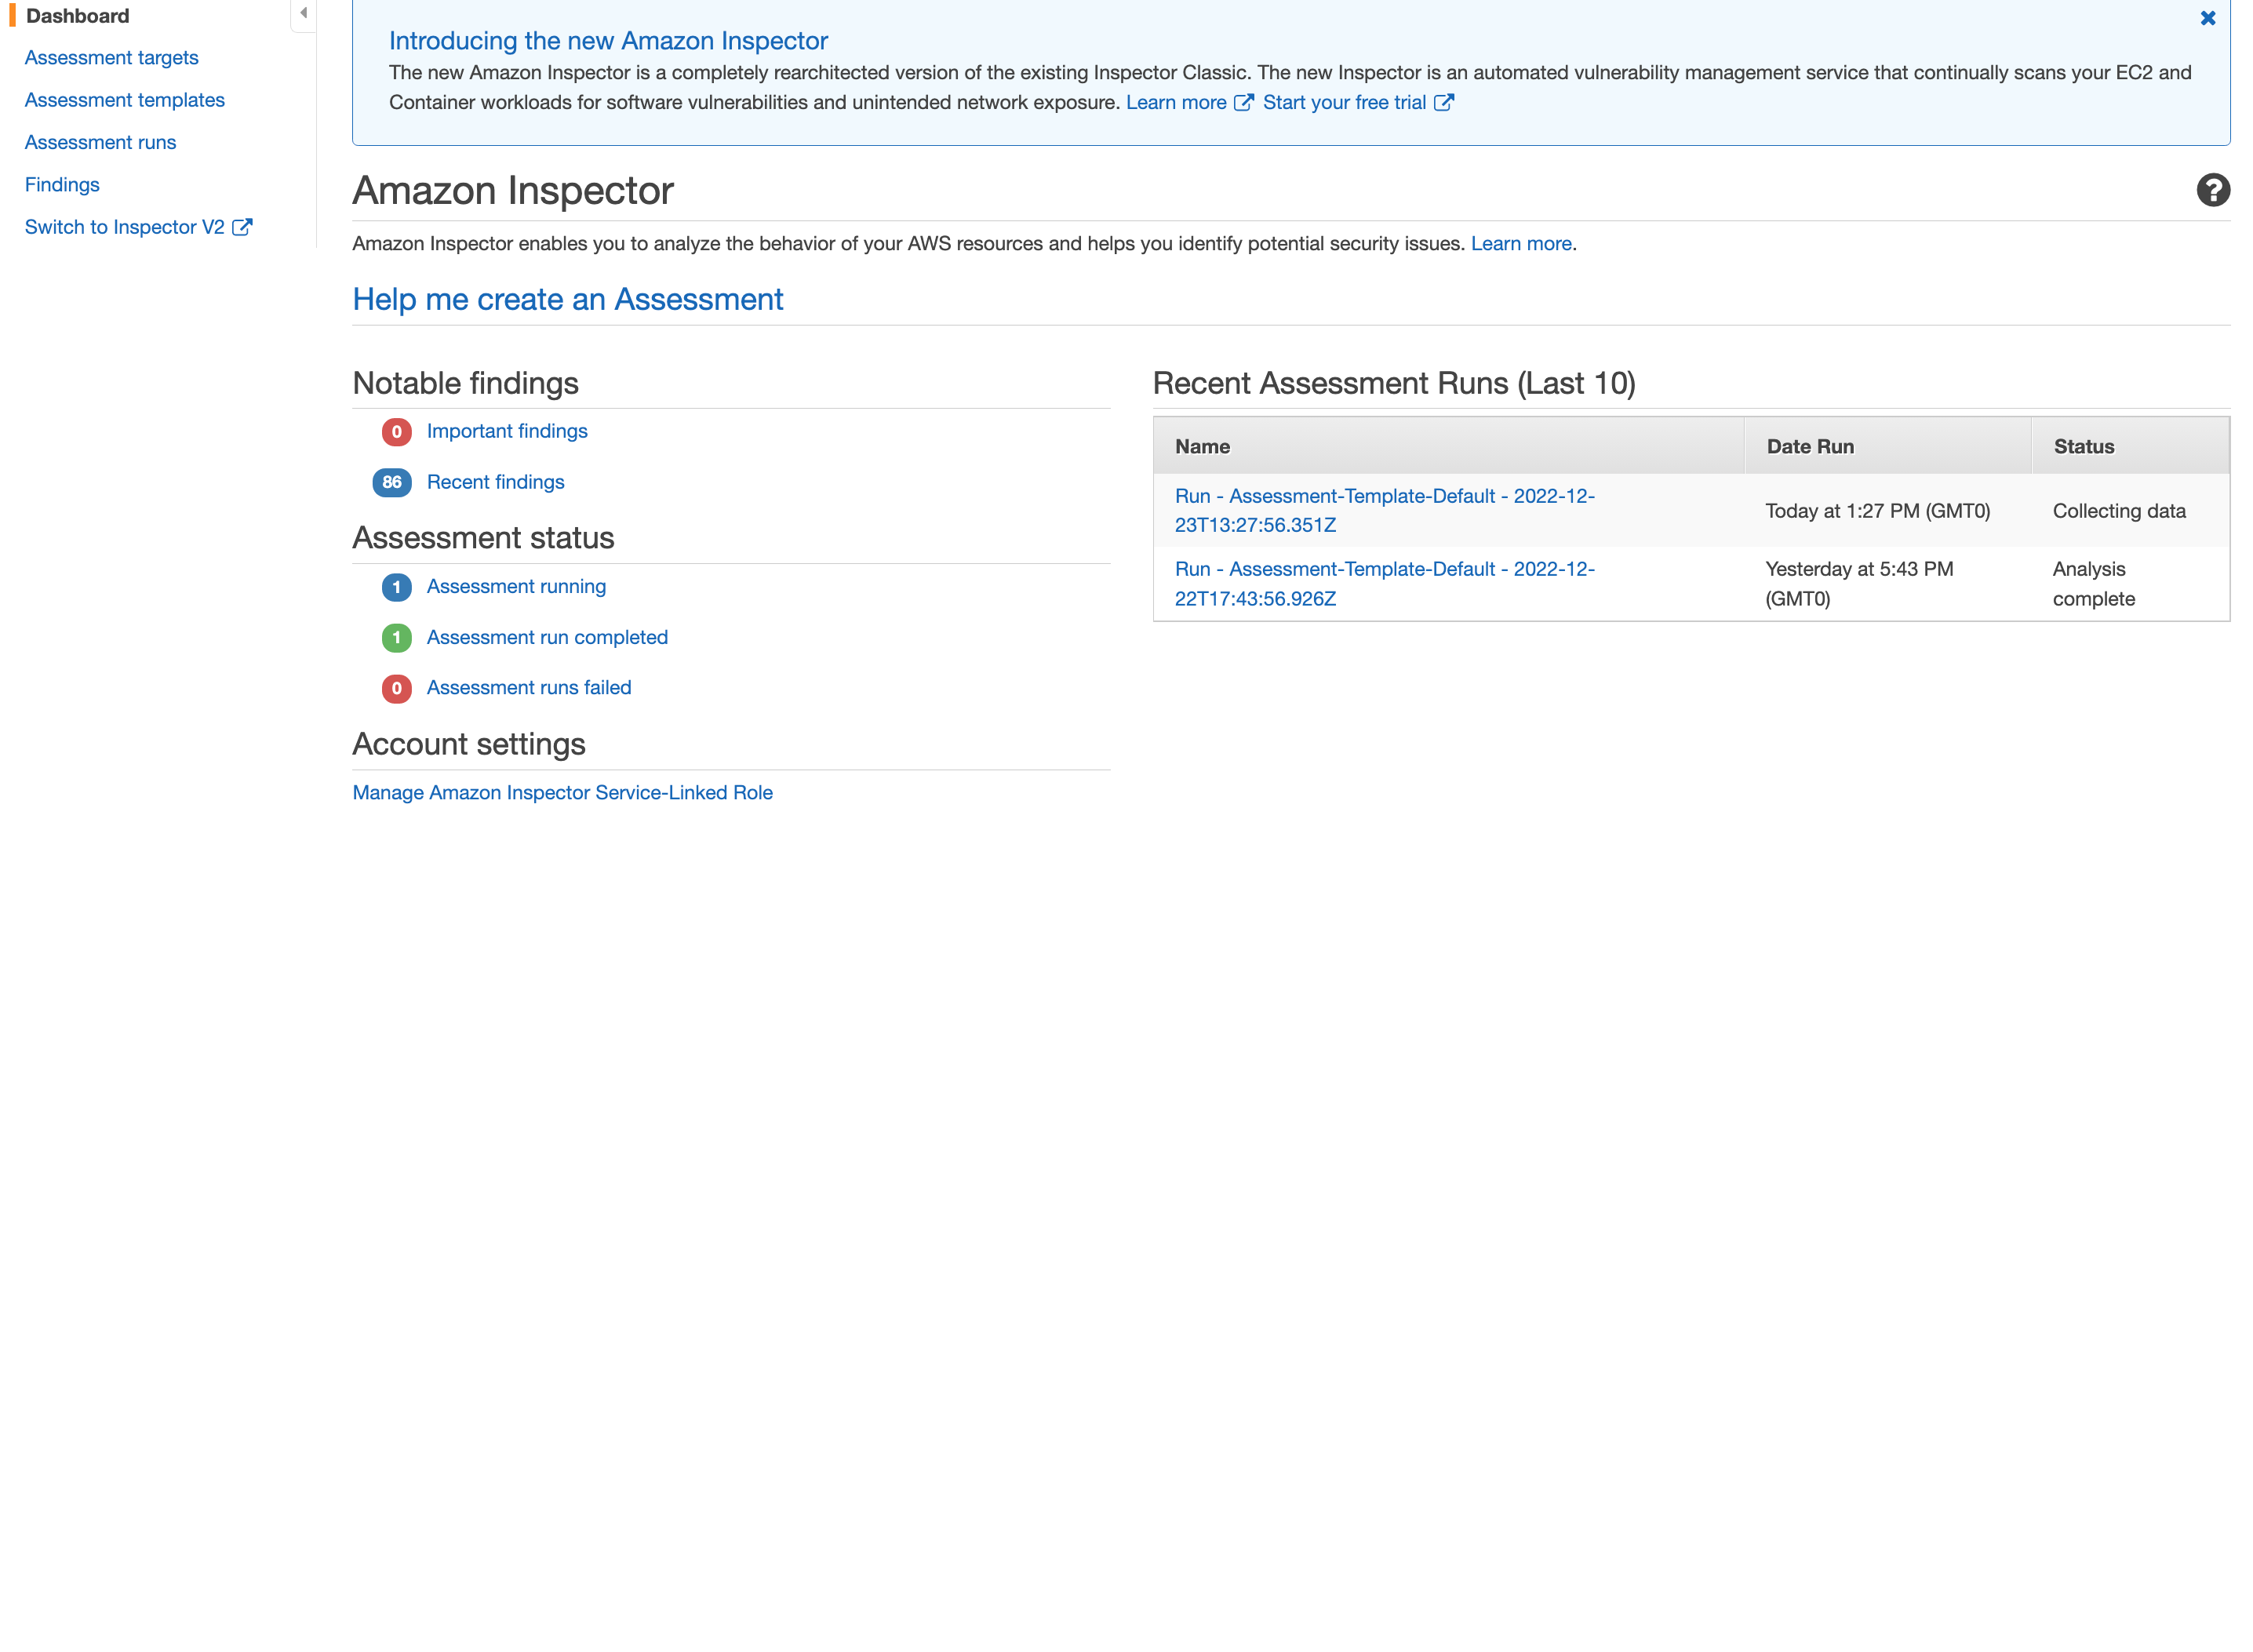 Dashboard
Assessment targets
Assessment templates
Assessment runs
Findings
Switch to Inspector V2
Introducing the new Amazon Inspector
The new Amazon Inspector is a completely rearchitected version of the existing Inspector Classic. The new Inspector is an automated vulnerability management service that continually scans your EC2 and
Container workloads for software vulnerabilities and unintended network exposure. Learn more Start your free trial
Amazon Inspector
Amazon Inspector enables you to analyze the behavior of your AWS resources and helps you identify potential security issues. Learn more.
Help me create an Assessment
Notable findings
0 Important findings
86 Recent findings
Assessment status
1 Assessment running
1 Assessment run completed
0 Assessment runs failed
Account settings
Manage Amazon Inspector Service-Linked Role
Recent Assessment Runs (Last 10)
Name Date Run Status
Run - Assessment-Template-Default - 2022-12-
23T13:27:56.351Z
Today at 1:27 PM (GMT0)
Collecting data
Run - Assessment-Template-Default - 2022-12-
22T17:43:56.926Z
Yesterday at 5:43 PM
(GMT0)
Analysis
complete